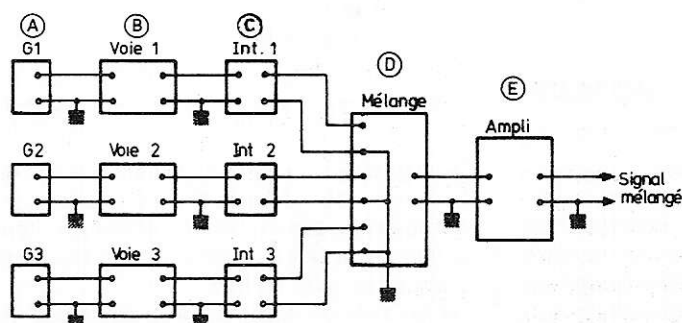 A B C
G1 Voie 1 Int. 1
D
Mélange
E
Ampli
G2 Voie 2 Int 2
Signal
mélangé
G3 Voie 3 Int 3